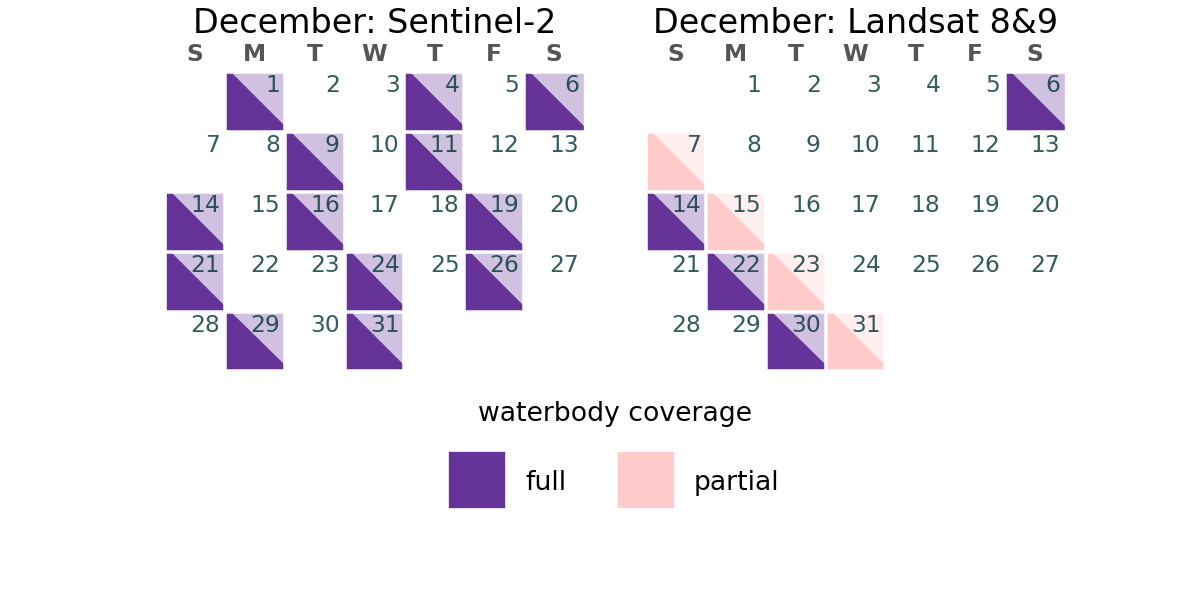 December: Sentinel-2
S M T W T F S
1 2 3 4 5 6
7 8 9 10 11 12 13
14 15 16 17 18 19 20
21 22 23 24 25 26 27
28 29 30 31
December: Landsat 8&9
S M T W T F S
1 2 3 4 5 6
7 8 9 10 11 12 13
14 15 16 17 18 19 20
21 22 23 24 25 26 27
28 29 30 31
waterbody coverage
full partial